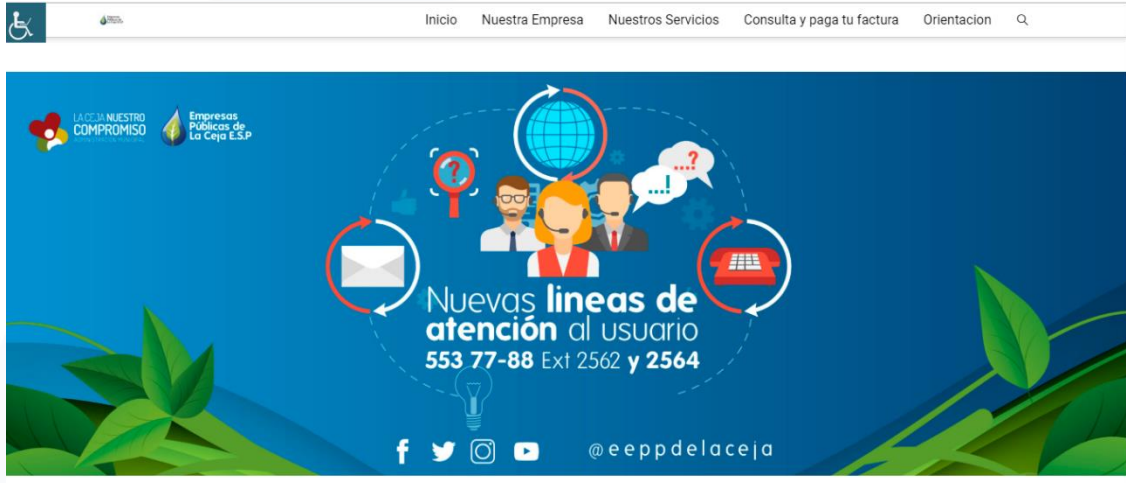 Inicio Nuestra Empresa Nuestros Servicios Consulta y paga tu factura Orientacion
LA CEJA NUESTRO
COMPROMISO
Empresas
Públicas de
La Ceja E.S.P
?
...?
...!
Nuevas lineas de
atención al usuario
553 77-88 Ext 2562 y 2564
@eeppdelaceja